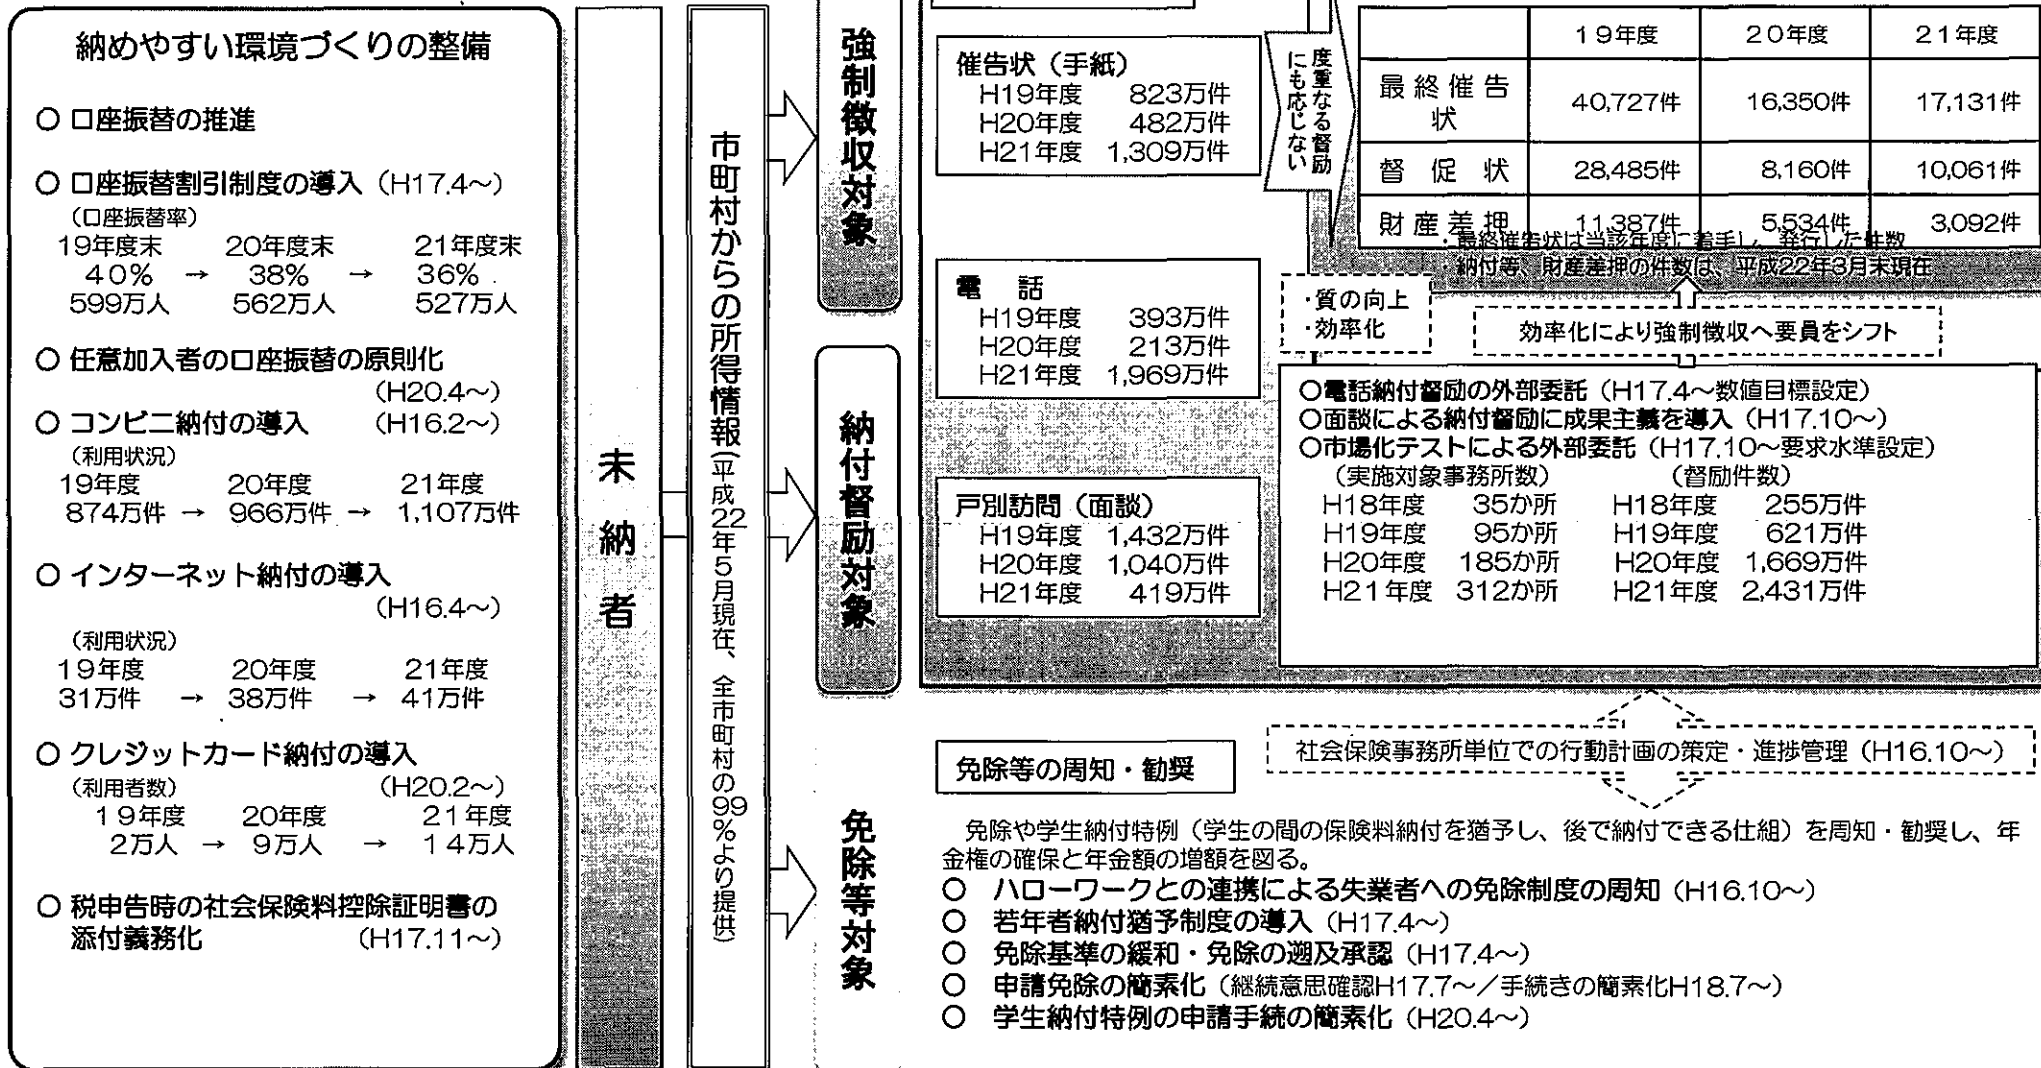 納めやすい環境づくりの整備
○ 口座振替の推進
○ 口座振替割引制度の導入（H17.4～）
（口座振替率）
19年度末 20年度末 21年度末
40% → 38% → 36%
599万人 562万人 527万人
○ 任意加入者の口座振替の原則化
（H20.4～）
○ コンビニ納付の導入 （H16.2～）
（利用状況）
19年度 20年度 21年度
874万件 → 966万件 → 1,107万件
○ インターネット納付の導入
（H16.4～）
（利用状況）
19年度 20年度 21年度
31万件 → 38万件 → 41万件
○ クレジットカード納付の導入
（利用者数） （H20.2～）
19年度 20年度 21年度
2万人 → 9万人 → 14万人
○ 税申告時の社会保険料控除証明書の
添付義務化 （H17.11～）
未納者
市町村からの所得情報（平成22年5月現在、全市町村の99%より提供）
強制徴収対象
納付督励対象
免除等対象
催告状（手紙）
H19年度 823万件
H20年度 482万件
H21年度 1,309万件
電 話
H19年度 393万件
H20年度 213万件
H21年度 1,969万件
戸別訪問（面談）
H19年度 1,432万件
H20年度 1,040万件
H21年度 419万件
度重なる督励
にも応じない
19年度 20年度 21年度
最終催告
状 40,727件 16,350件 17,131件
督 促 状 28,485件 8,160件 10,061件
財産差押 11,387件 5,534件 3,092件
・最終催告状は当該年度に着手し、発行した件数
・納付等、財産差押の件数は、平成22年3月末現在
・質の向上
・効率化
効率化により強制徴収へ要員をシフト
○電話納付督励の外部委託（H17.4～数値目標設定）
○面談による納付督励に成果主義を導入（H17.10～）
○市場化テストによる外部委託（H17.10～要求水準設定）
（実施対象事務所数） （督励件数）
H18年度 35か所 H18年度 255万件
H19年度 95か所 H19年度 621万件
H20年度 185か所 H20年度 1,669万件
H21年度 312か所 H21年度 2,431万件
社会保険事務所単位での行動計画の策定・進捗管理（H16.10～）
免除等の周知・勧奨
免除や学生納付特例（学生の間の保険料納付を猶予し、後で納付できる仕組）を周知・勧奨し、年
金権の確保と年金額の増額を図る。
○ ハローワークとの連携による失業者への免除制度の周知（H16.10～）
○ 若年者納付猶予制度の導入（H17.4～）
○ 免除基準の緩和・免除の遡及承認（H17.4～）
○ 申請免除の簡素化（継続意思確認H17.7～／手続きの簡素化H18.7～）
○ 学生納付特例の申請手続の簡素化（H20.4～）